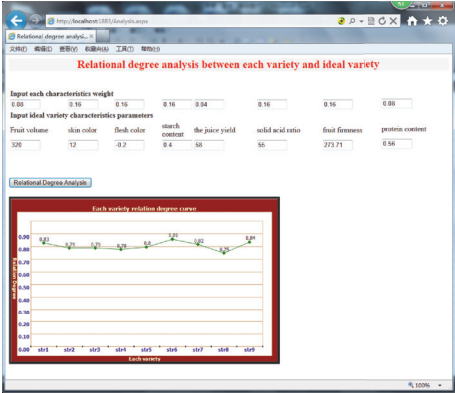 http://localhost:1881/Analysis.aspx
Relational degree analysi...
文件(F) 编辑(E) 查看(V) 收藏夹(A) 工具(T) 帮助(H)
Relational degree analysis between each variety and ideal variety
Input each characteristics weight
0.08 0.16 0.16 0.16 0.04 0.16 0.16 0.08
Input ideal variety characteristics parameters
Fruit volume skin color flesh color starch content the juice yield solid acid ratio fruit firmness protein content
320 12 -0.2 0.4 58 55 273.71 0.56
Relational Degree Analysis
Each variety relation degree curve
0.90
0.80
0.70
0.60
0.50
0.40
0.30
0.20
0.10
0.00
0.83 0.79 0.79 0.78 0.8 0.82 0.75 0.84
str1 str2 str3 str4 str5 str6 str7 str8 str9
Each variety
100%